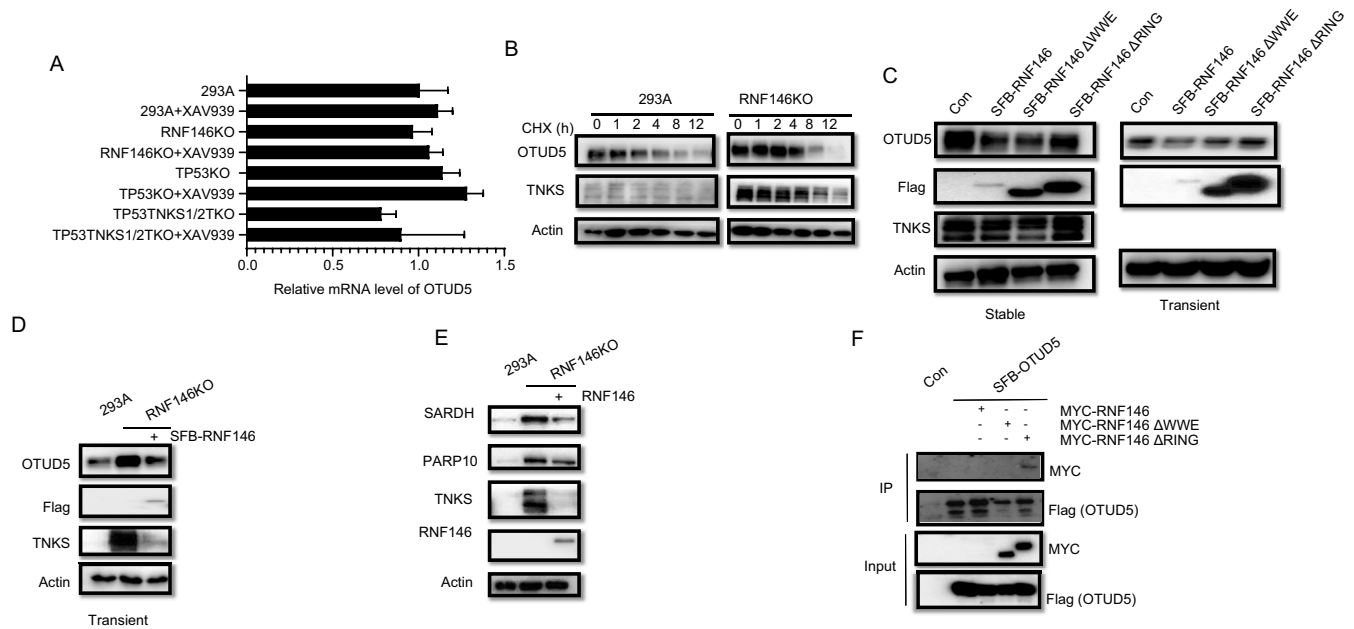 A
293A
293A+XAV939
RNF146KO
RNF146KO+XAV939
TP53KO
TP53KO+XAV939
TP53TNKS1/2TKO
TP53TNKS1/2TKO+XAV939
0.0 0.5 1.0 1.5
Relative mRNA level of OTUD5
B
293A RNF146KO
CHX (h) 0 1 2 4 8 12 0 1 2 4 8 12
OTUD5
TNKS
Actin
C
Con SFB-RNF146 SFB-RNF146 ΔWWE SFB-RNF146 ΔRING Con SFB-RNF146 SFB-RNF146 ΔWWE SFB-RNF146 ΔRING
OTUD5
Flag
TNKS
Actin
Stable Transient
D
293A RNF146KO
+ SFB-RNF146
OTUD5
Flag
TNKS
Actin
Transient
E
293A RNF146KO
+ RNF146
SARDH
PARP10
TNKS
RNF146
Actin
F
Con SFB-OTUD5
- + - - MYC-RNF146
- - + - MYC-RNF146 ΔWWE
- - - + MYC-RNF146 ΔRING
IP
MYC
Flag (OTUD5)
Input
MYC
Flag (OTUD5)